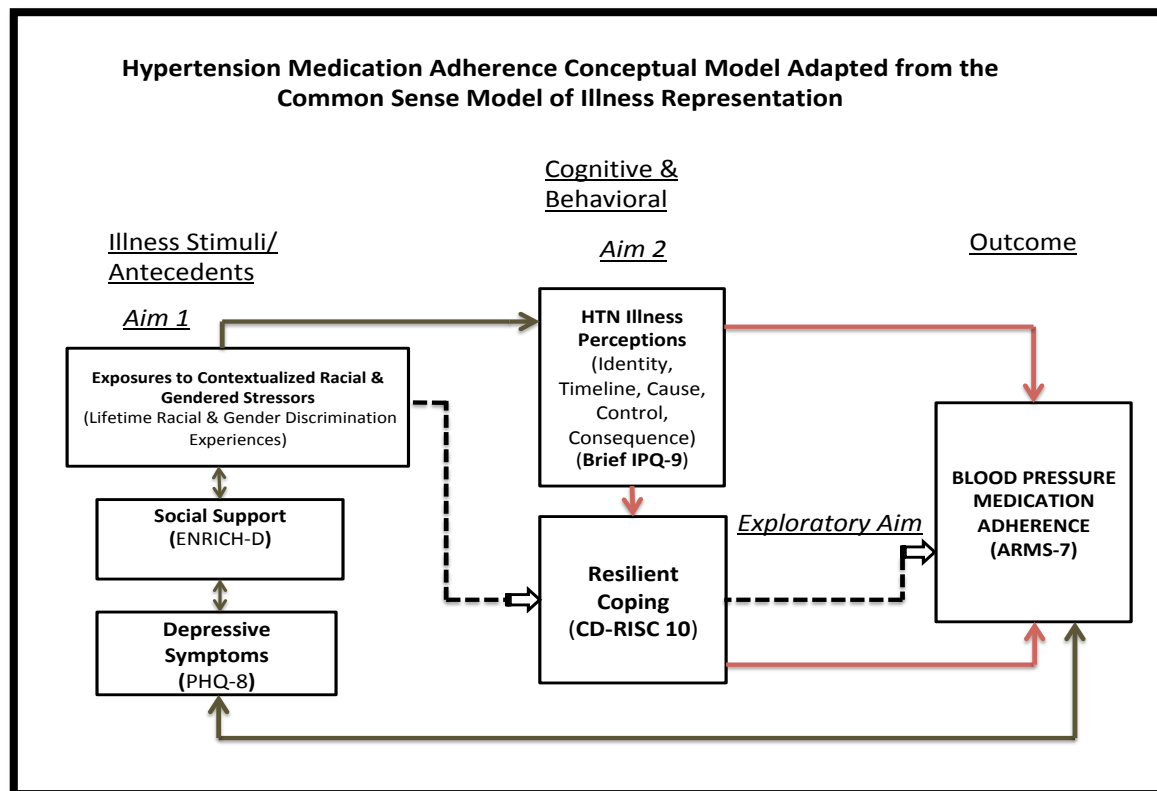 Hypertension Medication Adherence Conceptual Model Adapted from the
Common Sense Model of Illness Representation
Cognitive &
Behavioral
Illness Stimuli/
Antecedents
Aim 2
Outcome
Aim 1
HTN Illness
Perceptions
(Identity,
Timeline, Cause,
Control,
Consequence)
(Brief IPQ-9)
Exposures to Contextualized Racial &
Gendered Stressors
(Lifetime Racial & Gender Discrimination
Experiences)
Social Support
(ENRICH-D)
Depressive
Symptoms
(PHQ-8)
Resilient
Coping
(CD-RISC 10)
Exploratory Aim
BLOOD PRESSURE
MEDICATION
ADHERENCE
(ARMS-7)